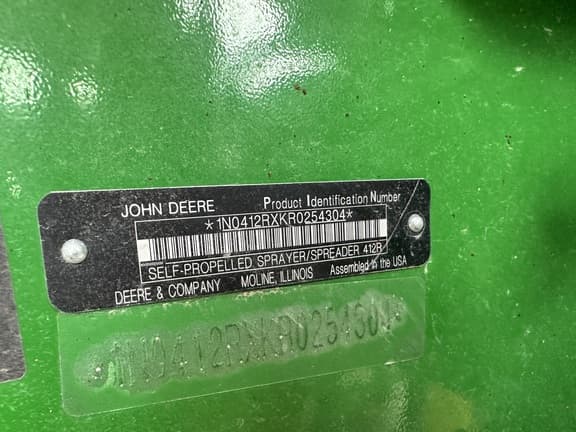 JOHN DEERE Product Identification Number
*1N0412RXKR0254304*
SELF-PROPELLED SPRAYER/SPREADER 412R
DEERE & COMPANY MOLINE, ILLINOIS Assembled in the USA
*1N0412RXKR0254304*